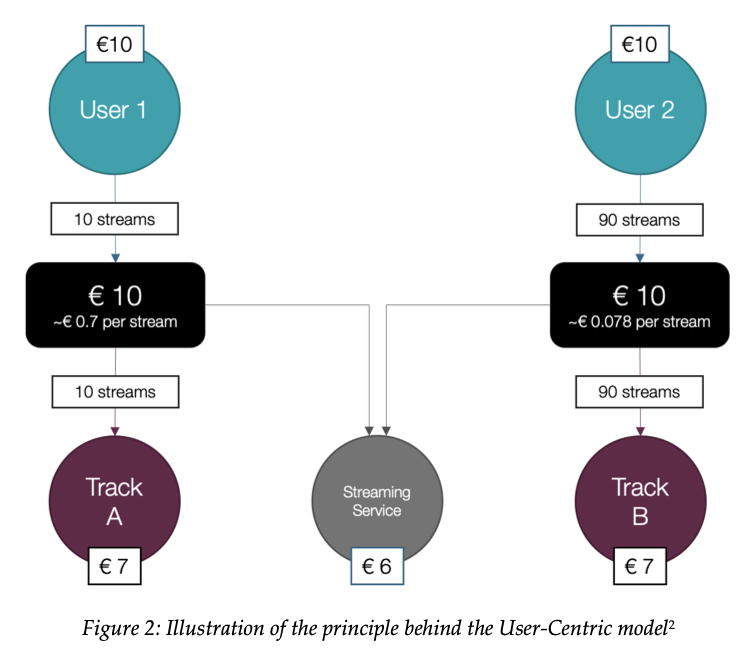 €10
€10
User 1
User 2
10 streams
90 streams
€ 10
~€ 0.7 per stream
€ 10
~€ 0.078 per stream
10 streams
90 streams
Track
A
Streaming
Service
Track
B
€ 7
€ 6
€ 7
Figure 2: Illustration of the principle behind the User-Centric model²